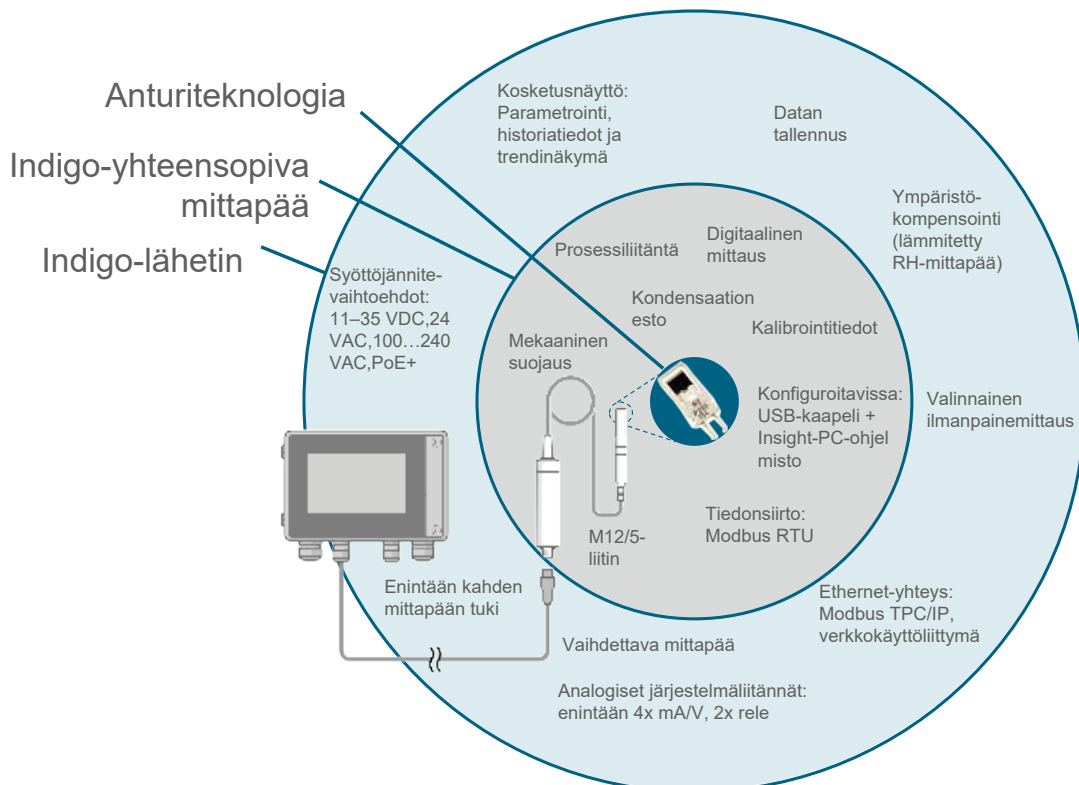 Anturiteknologia
Indigo-yhteensopiva
mittapää
Indigo-lähetin
Kosketusnäyttö:
Parametrointi,
historiatiedot ja
trendinäkymä
Datan
tallennus
Ympäristö-
kompensointi
(lämmitetty
RH-mittapää)
Syöttöjännite-
vaihtoehdot:
11–35 VDC,24
VAC,100…240
VAC,PoE+
Prosessiliitäntä
Digitaalinen
mittaus
Kondensaation
esto
Kalibrointitiedot
Mekaaninen
suojaus
Konfiguroitavissa:
USB-kaapeli +
Insight-PC-ohjel
misto
Valinnainen
ilmanpainemittaus
Tiedonsiirto:
Modbus RTU
M12/5-
liitin
Enintään kahden
mittapään tuki
Ethernet-yhteys:
Modbus TPC/IP,
verkkokäyttöliittymä
Vaihdettava mittapää
Analogiset järjestelmäliitännät:
enintään 4x mA/V, 2x rele